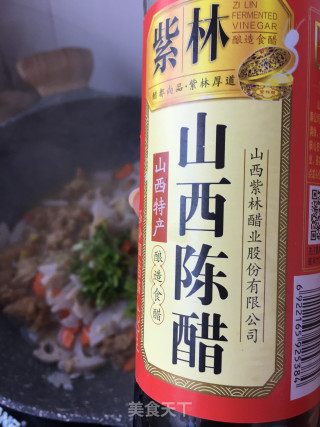 紫林
ZI LIN
FERMENTED
VINEGAR
酿造食醋
山西陈醋
山西特产
酿造食醋
山西紫林醋业股份有限公司
6922165925584
美食天下